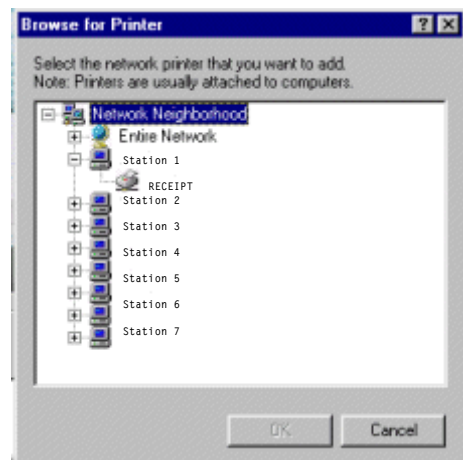 Browse for Printer
Select the network printer that you want to add.
Note: Printers are usually attached to computers.
Network Neighborhood
Entire Network
Station 1
RECEIPT
Station 2
Station 3
Station 4
Station 5
Station 6
Station 7
OK
Cancel